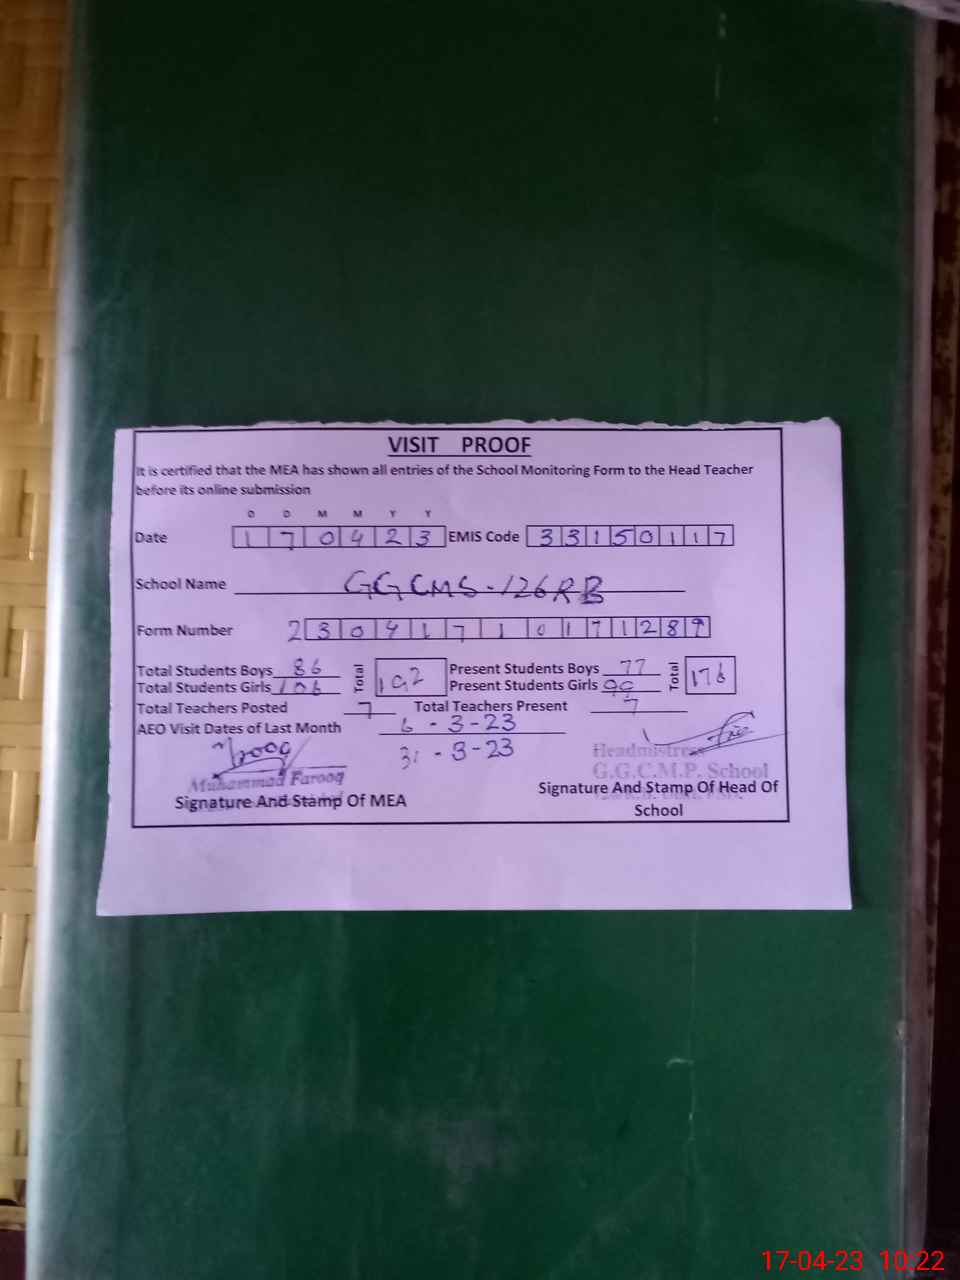 VISIT PROOF
It is certified that the MEA has shown all entries of the School Monitoring Form to the Head Teacher
before its online submission
D D M M Y Y
Date 1 7 0 4 2 3 EMIS Code 3 3 1 5 0 1 1 7
School Name GGCMS-126RB
Form Number 2 3 0 4 1 7 1 0 1 7 1 2 8 9
Total Students Boys 86 Total 192 Present Students Boys 77 Total 176
Total Students Girls 106 Present Students Girls 99
Total Teachers Posted 7 Total Teachers Present 7
AEO Visit Dates of Last Month 6 - 3 - 23
31 - 3 - 23
Muhammad Farooq
Headmistress
G.G.C.M.P. School
Signature And Stamp Of MEA
Signature And Stamp Of Head Of
School
17-04-23 10:22